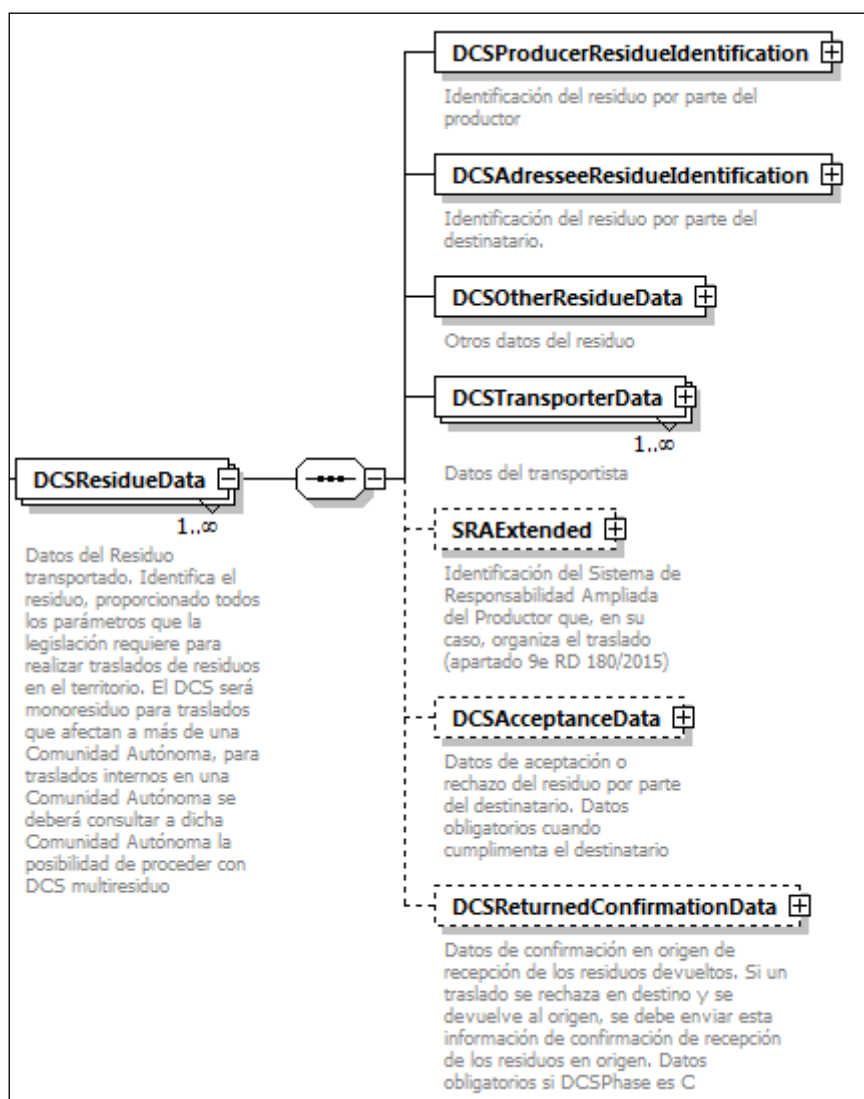 DCSProducerResidueIdentification
Identificación del residuo por parte del
productor
DCSAdresseeResidueIdentification
Identificación del residuo por parte del
destinatario.
DCSOtherResidueData
Otros datos del residuo
DCSTransporterData
1..∞
Datos del transportista
DCSResidueData
1..∞
Datos del Residuo
transportado. Identifica el
residuo, proporcionado todos
los parámetros que la
legislación requiere para
realizar traslados de residuos
en el territorio. El DCS será
monoresiduo para traslados
que afectan a más de una
Comunidad Autónoma, para
traslados internos en una
Comunidad Autónoma se
deberá consultar a dicha
Comunidad Autónoma la
posibilidad de proceder con
DCS multiresiduo
SRAExtended
Identificación del Sistema de
Responsabilidad Ampliada
del Productor que, en su
caso, organiza el traslado
(apartado 9e RD 180/2015)
DCSAcceptanceData
Datos de aceptación o
rechazo del residuo por parte
del destinatario. Datos
obligatorios cuando
cumplimenta el destinatario
DCSReturnedConfirmationData
Datos de confirmación en origen de
recepción de los residuos devueltos. Si un
traslado se rechaza en destino y se
devuelve al origen, se debe enviar esta
información de confirmación de recepción
de los residuos en origen. Datos
obligatorios si DCSPhase es C